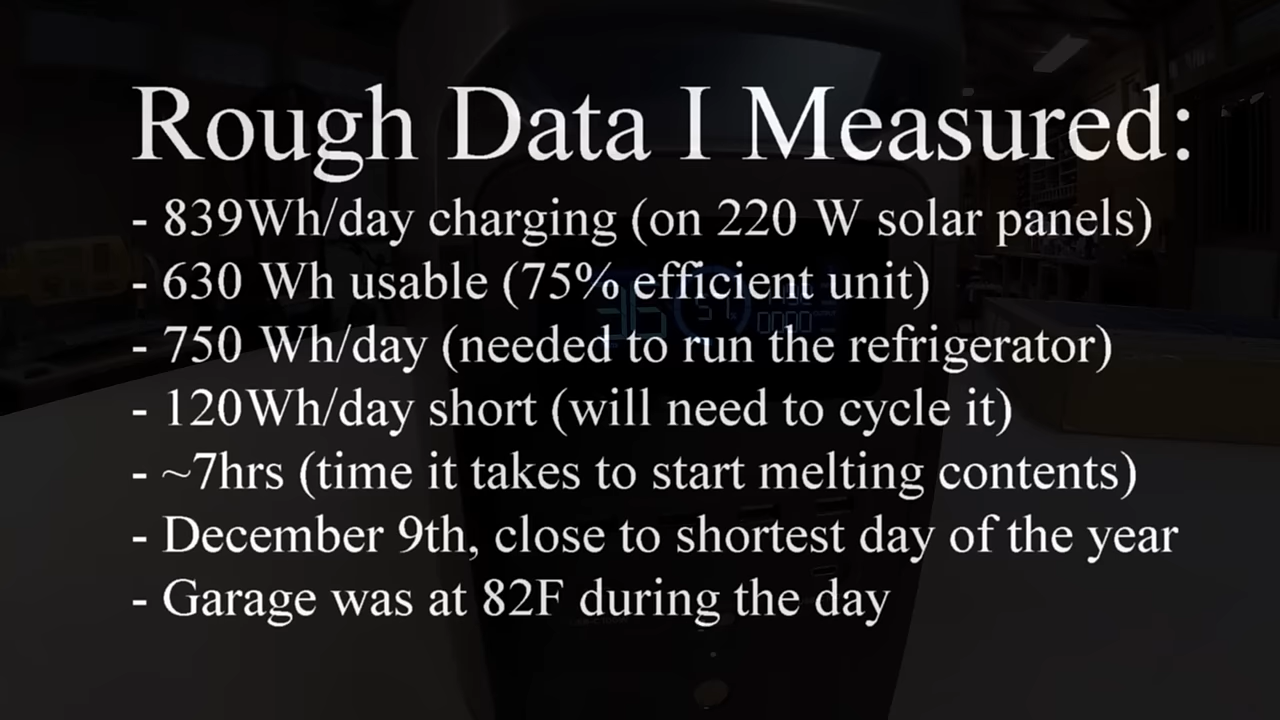 Rough Data I Measured:
- 839Wh/day charging (on 220 W solar panels)
- 630 Wh usable (75% efficient unit)
- 750 Wh/day (needed to run the refrigerator)
- 120Wh/day short (will need to cycle it)
- ~7hrs (time it takes to start melting contents)
- December 9th, close to shortest day of the year
- Garage was at 82F during the day